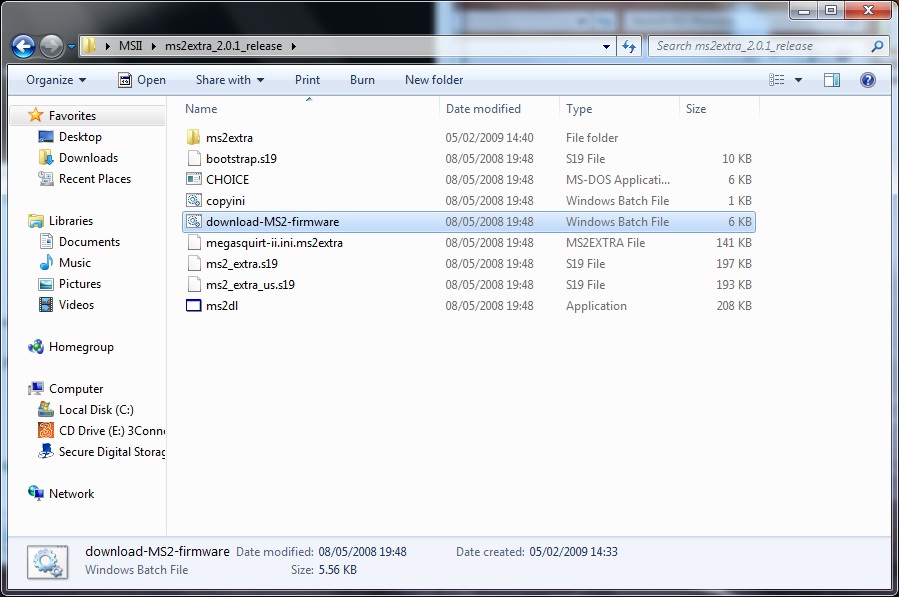 MSII ms2extra_2.0.1_release Search ms2extra_2.0.1_release
Organize Open Share with Print Burn New folder
Name Date modified Type Size
ms2extra 05/02/2009 14:40 File folder
bootstrap.s19 08/05/2008 19:48 S19 File 10 KB
CHOICE 08/05/2008 19:48 MS-DOS Applicati... 6 KB
copyini 08/05/2008 19:48 Windows Batch File 1 KB
download-MS2-firmware 08/05/2008 19:48 Windows Batch File 6 KB
megasquirt-ii.ini.ms2extra 08/05/2008 19:48 MS2EXTRA File 141 KB
ms2_extra.s19 08/05/2008 19:48 S19 File 197 KB
ms2_extra_us.s19 08/05/2008 19:48 S19 File 193 KB
ms2dl 08/05/2008 19:48 Application 208 KB
Favorites
Desktop
Downloads
Recent Places
Libraries
Documents
Music
Pictures
Videos
Homegroup
Computer
Local Disk (C:)
CD Drive (E:) 3Conn
Secure Digital Storag
Network
download-MS2-firmware Date modified: 08/05/2008 19:48 Date created: 05/02/2009 14:33
Windows Batch File Size: 5.56 KB